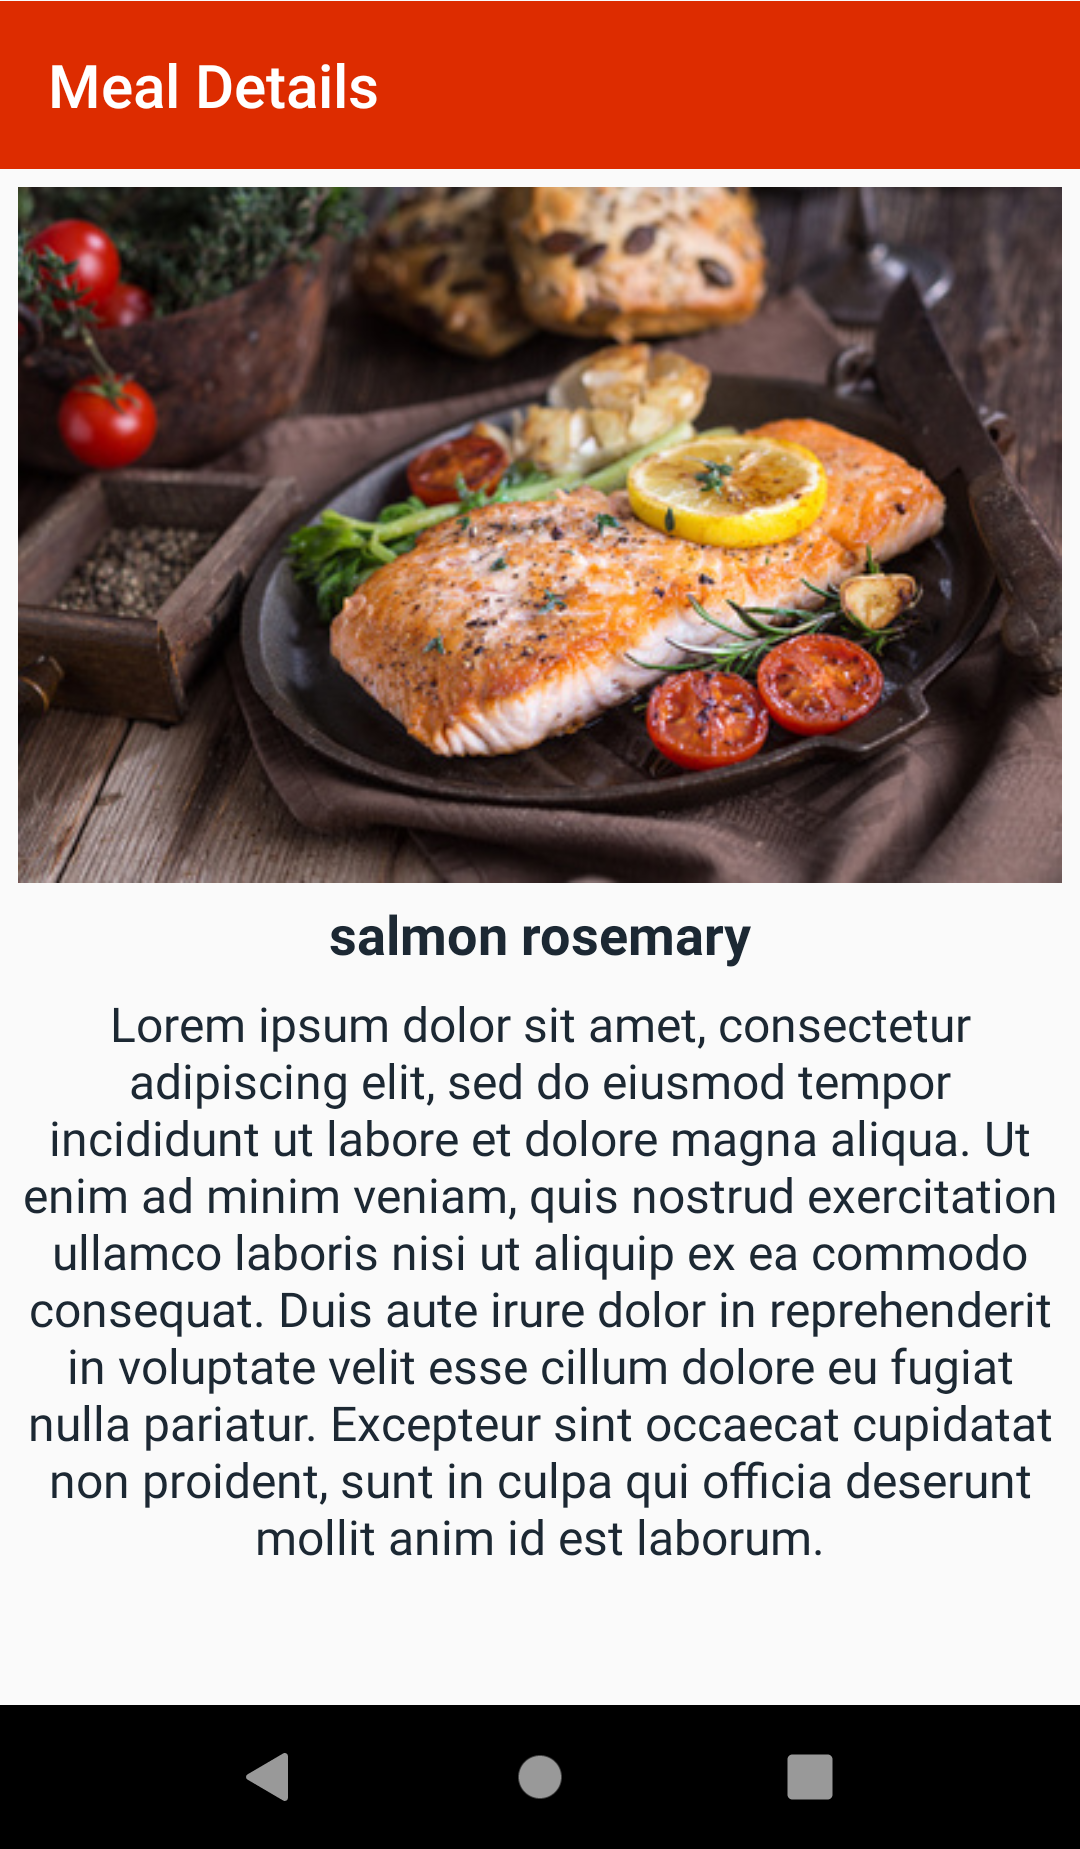 Meal Details
salmon rosemary
Lorem ipsum dolor sit amet, consectetur
adipiscing elit, sed do eiusmod tempor
incididunt ut labore et dolore magna aliqua. Ut
enim ad minim veniam, quis nostrud exercitation
ullamco laboris nisi ut aliquip ex ea commodo
consequat. Duis aute irure dolor in reprehenderit
in voluptate velit esse cillum dolore eu fugiat
nulla pariatur. Excepteur sint occaecat cupidatat
non proident, sunt in culpa qui officia deserunt
mollit anim id est laborum.